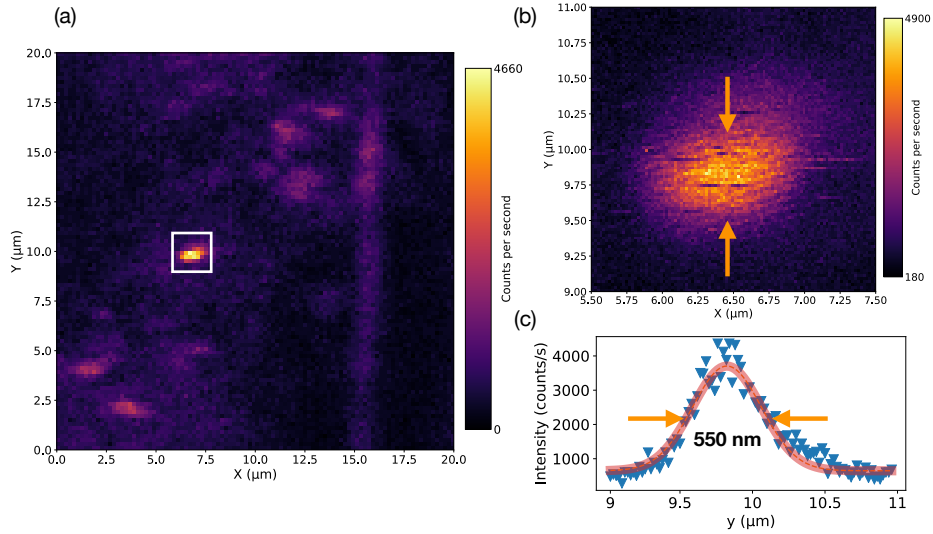 (a)
20.0
17.5
15.0
12.5
10.0
7.5
5.0
2.5
0.0
Y (μm)
0.0 2.5 5.0 7.5 10.0 12.5 15.0 17.5 20.0
X (μm)
4660
Counts per second
0
(b)
11.00
10.75
10.50
10.25
10.00
9.75
9.50
9.25
9.00
Y (μm)
5.50 5.75 6.00 6.25 6.50 6.75 7.00 7.25 7.50
X (μm)
4900
Counts per second
180
(c)
4000
3000
2000
1000
Intensity (counts/s)
550 nm
9 9.5 10 10.5 11
y (μm)